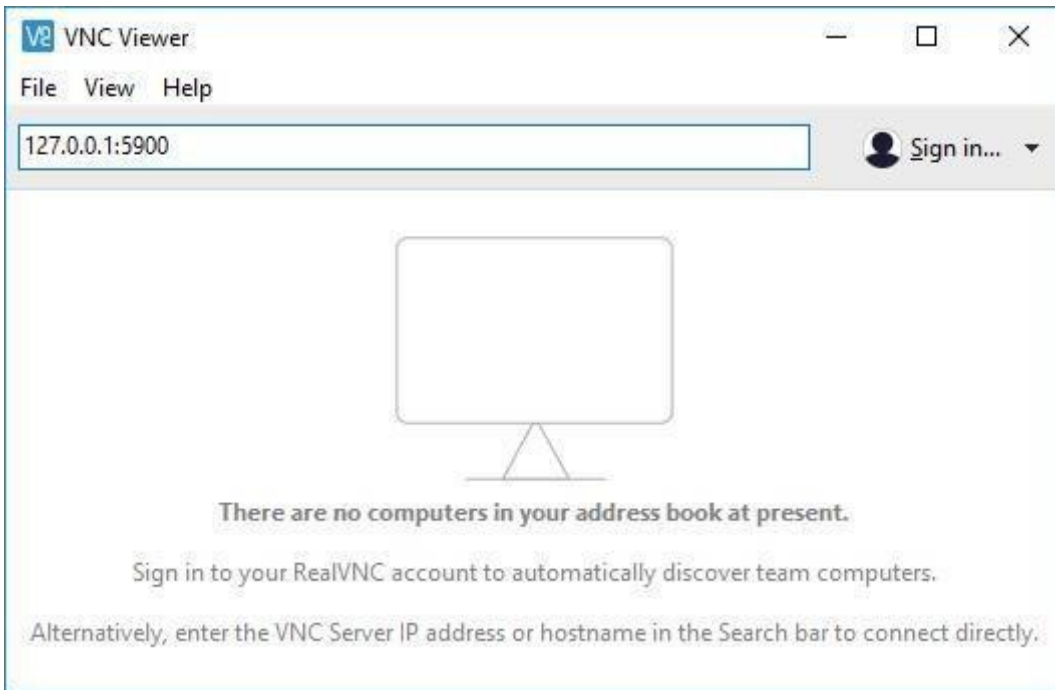 VNC Viewer
File View Help
127.0.0.1:5900
Sign in...
There are no computers in your address book at present.
Sign in to your RealVNC account to automatically discover team computers.
Alternatively, enter the VNC Server IP address or hostname in the Search bar to connect directly.